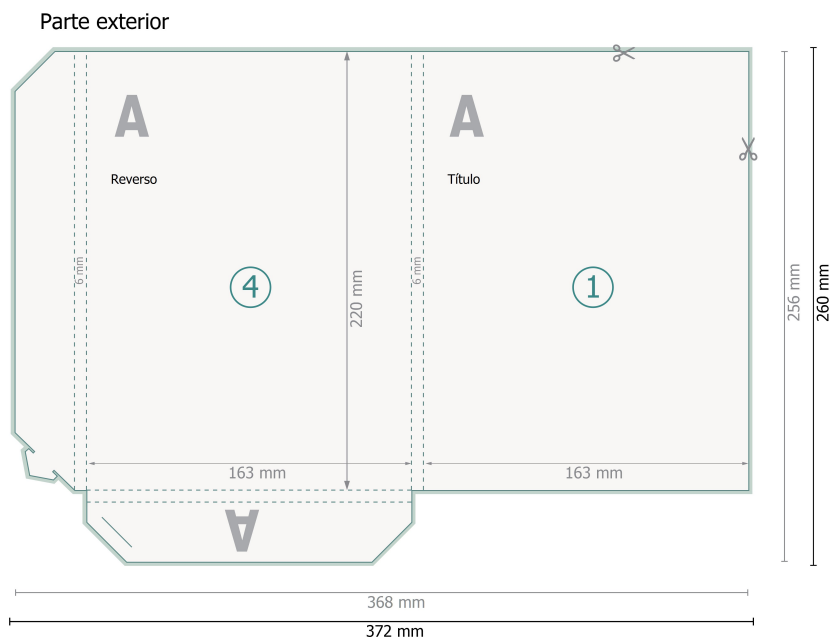 Parte exterior
A
A
Reverso
Título
6 mm
6 mm
4
1
220 mm
256 mm
260 mm
163 mm
163 mm
A
368 mm
372 mm